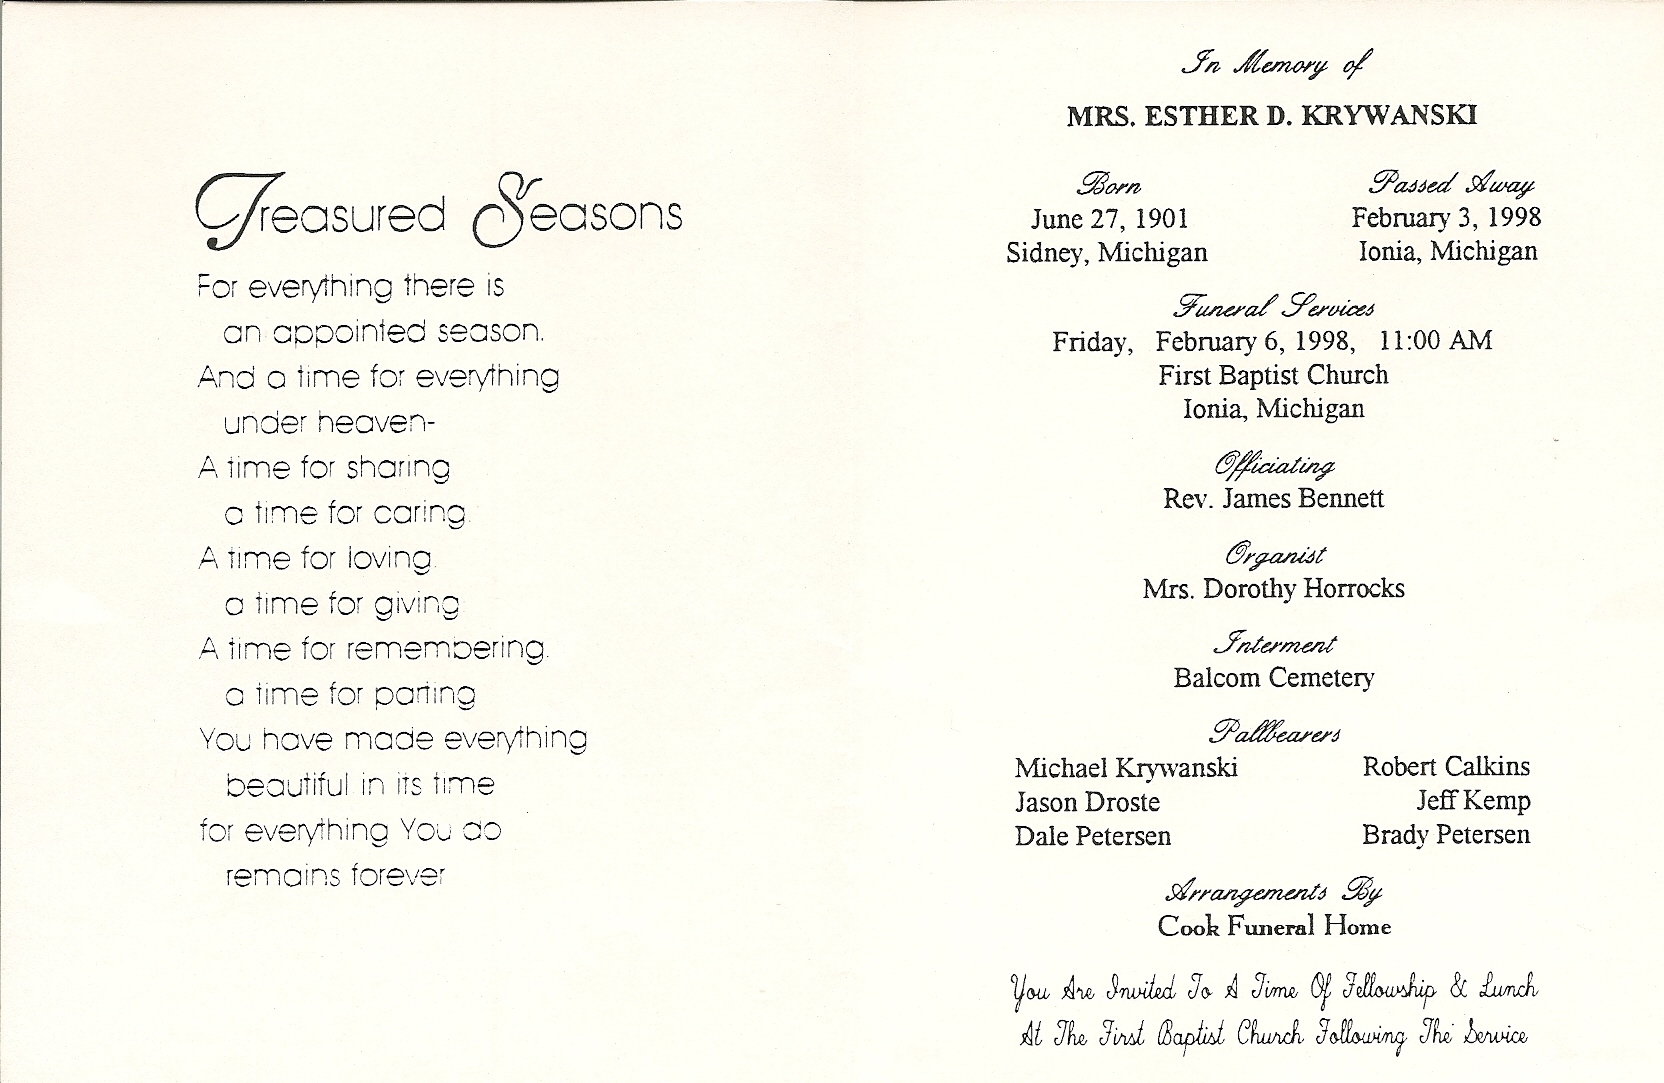 Treasured Seasons
For everything there is
an appointed season.
And a time for everything
under heaven-
A time for sharing
a time for caring.
A time for loving.
a time for giving
A time for remembering.
a time for parting
You have made everything
beautiful in its time
for everything You do
remains forever
In Memory of
MRS. ESTHER D. KRYWANSKI
Born
June 27, 1901
Sidney, Michigan
Passed Away
February 3, 1998
Ionia, Michigan
Funeral Services
Friday, February 6, 1998, 11:00 AM
First Baptist Church
Ionia, Michigan
Officiating
Rev. James Bennett
Organist
Mrs. Dorothy Horrocks
Interment
Balcom Cemetery
Pallbearers
Michael Krywanski Robert Calkins
Jason Droste Jeff Kemp
Dale Petersen Brady Petersen
Arrangements By
Cook Funeral Home
You Are Invited To A Time Of Fellowship & Lunch
At The First Baptist Church Following The Service